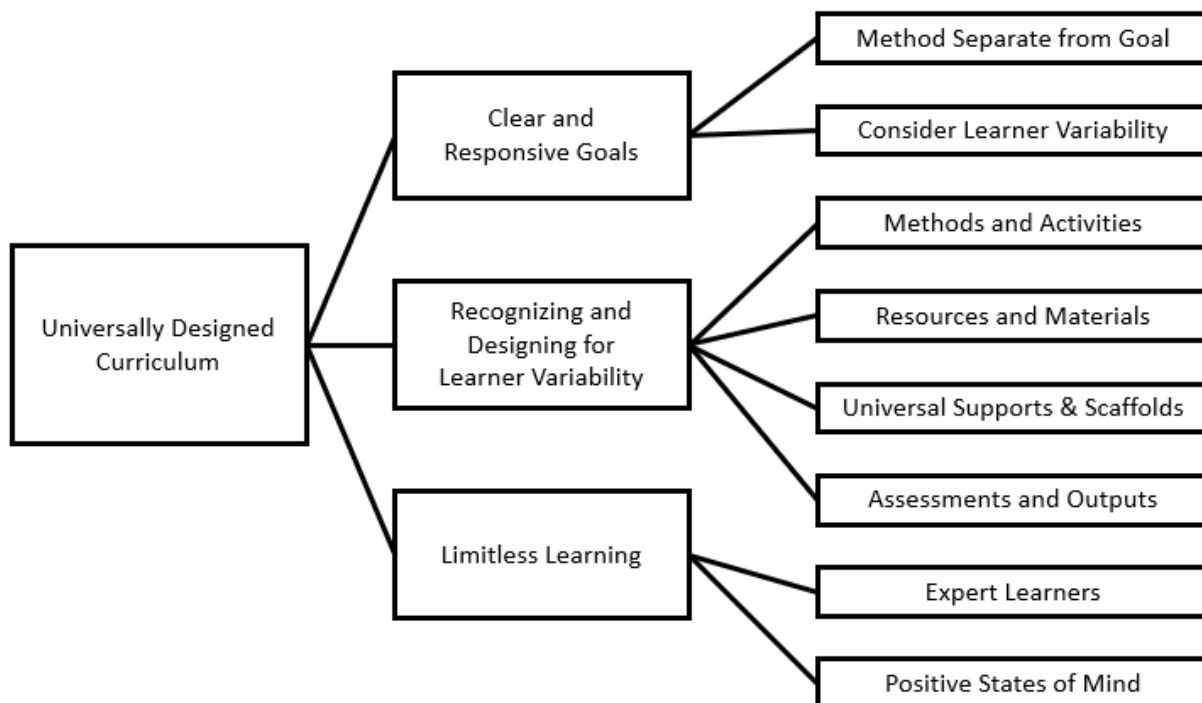 Universally Designed
Curriculum
Clear and
Responsive Goals
Method Separate from Goal
Consider Learner Variability
Recognizing and
Designing for
Learner Variability
Methods and Activities
Resources and Materials
Universal Supports & Scaffolds
Assessments and Outputs
Limitless Learning
Expert Learners
Positive States of Mind